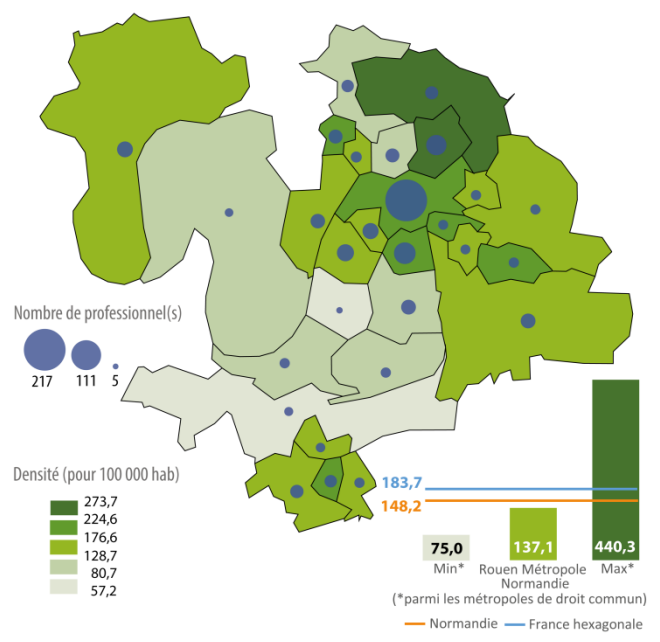 Nombre de professionnel(s)
217 111 5
Densité (pour 100 000 hab)
273,7
224,6
176,6
128,7
80,7
57,2
183,7
148,2
75,0 137,1 440,3
Min* Rouen Métropole Max*
Normandie
(*parmi les métropoles de droit commun)
Normandie France hexagonale